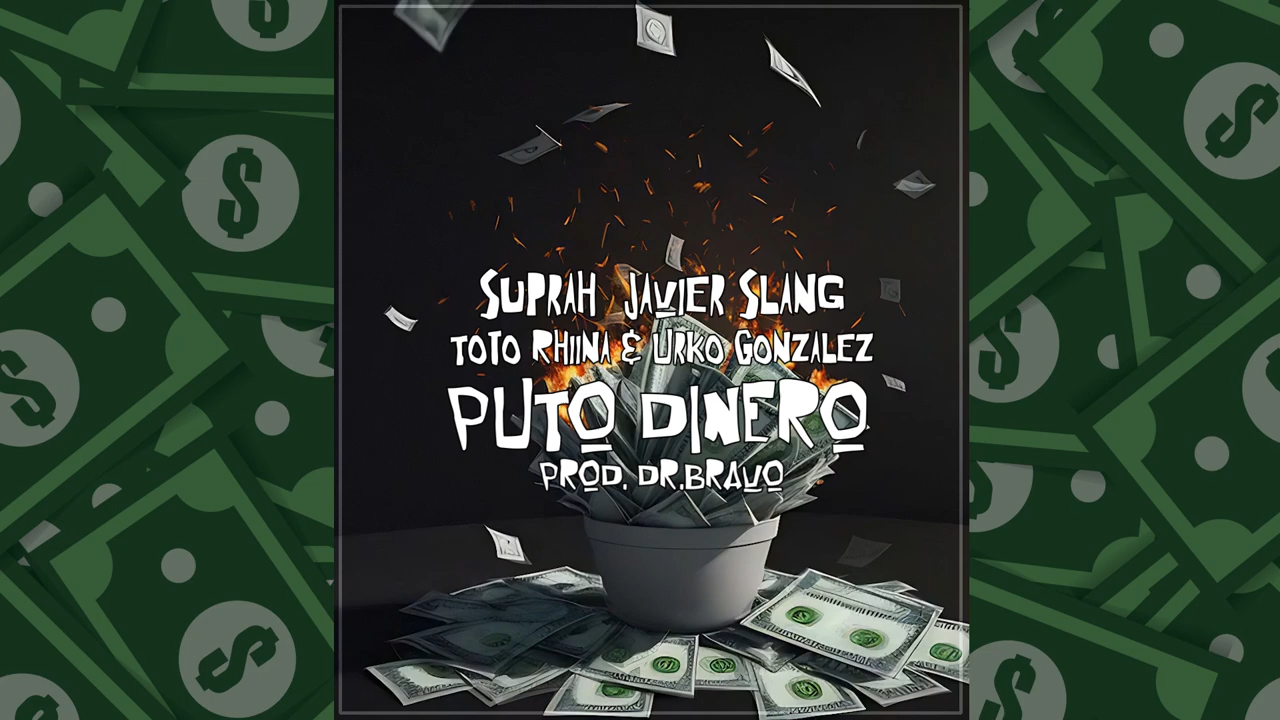 SUPRAH JAVIER SLANG
TOTO RHIINA & URKO GONZALEZ
PUTO DINERO
PROD. DR.BRAVO